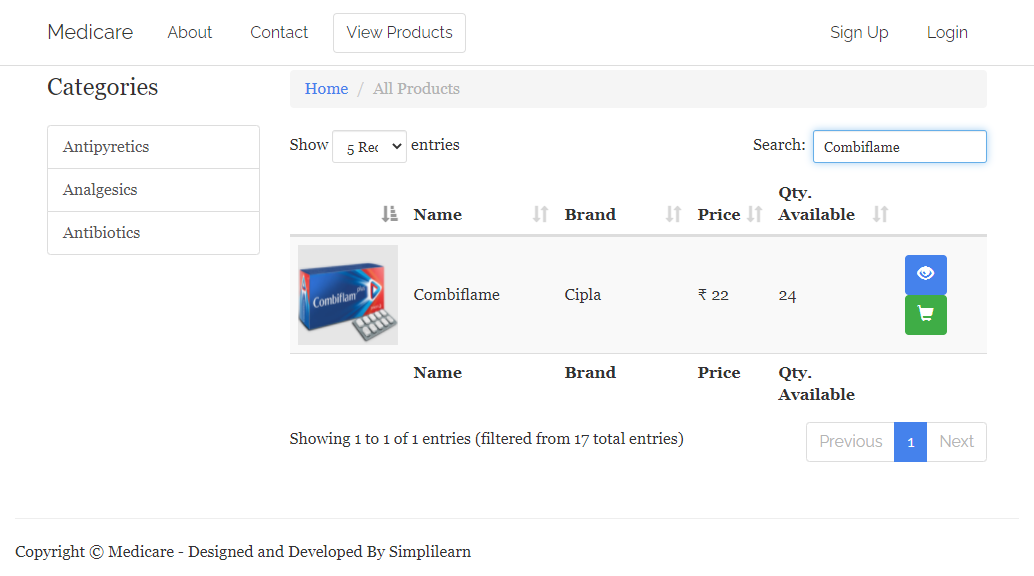 Medicare About Contact View Products Sign Up Login
Categories
Home / All Products
Antipyretics
Analgesics
Antibiotics
Show 5 Rec entries Search: Combiflame
Name Brand Price Qty. Available
Combiflam plus
Combiflame Cipla ₹ 22 24
Name Brand Price Qty. Available
Showing 1 to 1 of 1 entries (filtered from 17 total entries) Previous 1 Next
Copyright © Medicare - Designed and Developed By Simplilearn